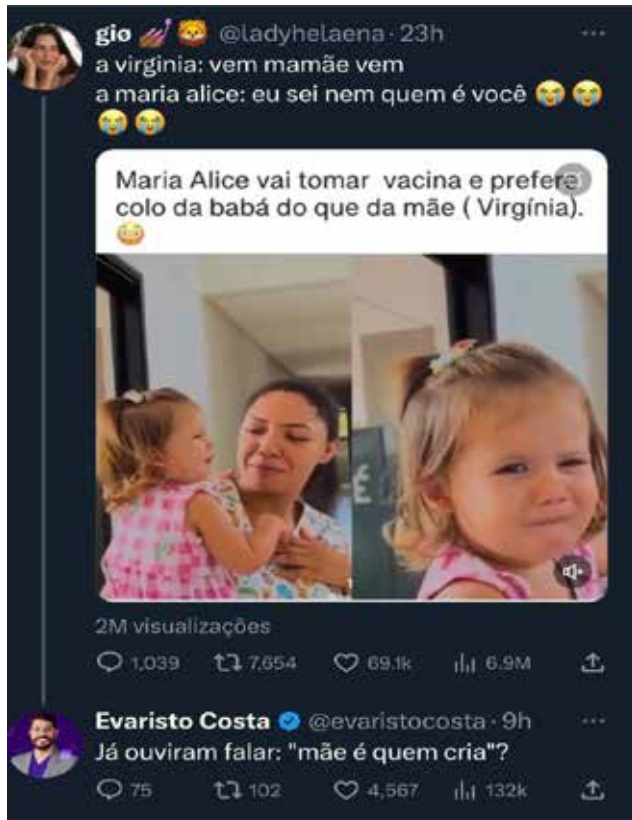 giø 💅🏽 🦁 @ladyhelaena · 23h
a virginia: vem mamãe vem
a maria alice: eu sei nem quem é você 😭 😭
😭 😭
Maria Alice vai tomar vacina e prefere
colo da babá do que da mãe ( Virgínia).
😳
2M visualizações
1,039 7,654 69.1k 6.9M
Evaristo Costa @evaristocosta · 9h
Já ouviram falar: "mãe é quem cria"?
75 102 4,567 132k